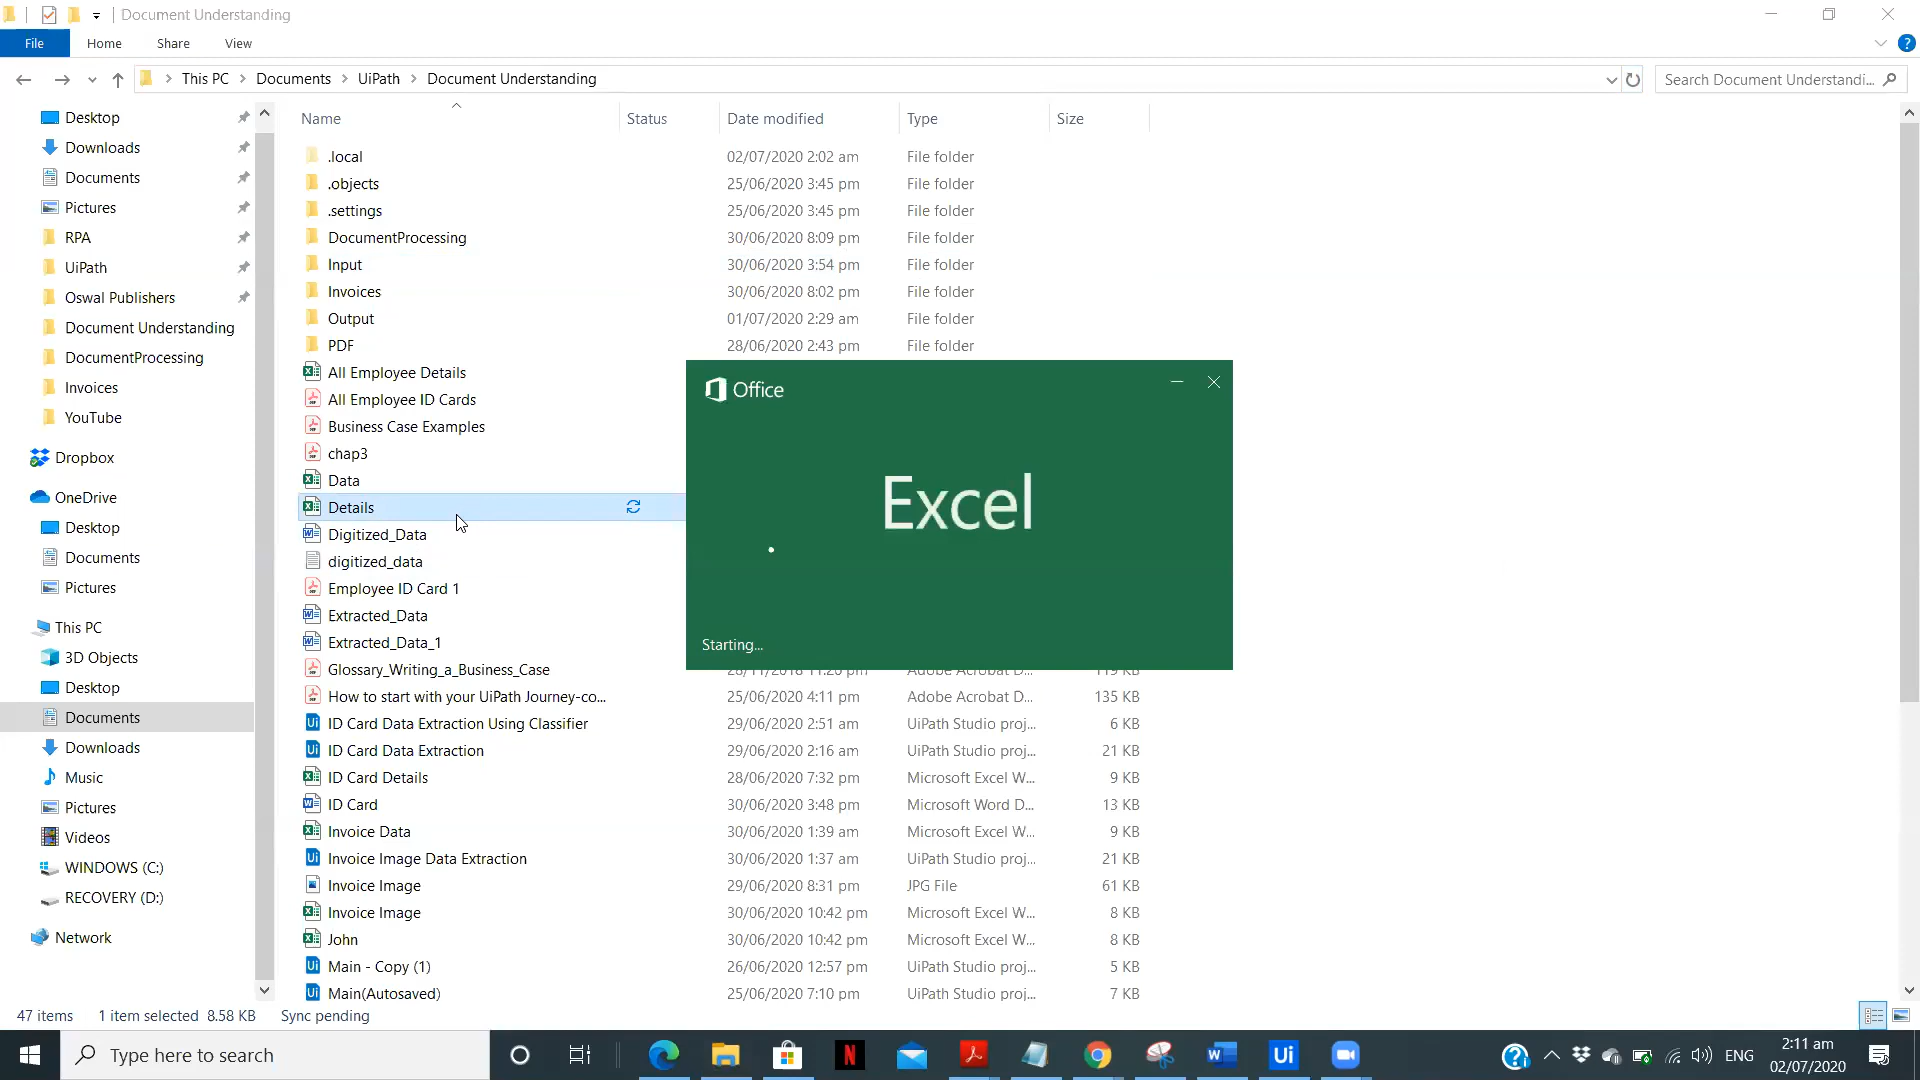 Document Understanding
File Home Share View
This PC Documents UiPath Document Understanding
Search Document Understandi...
Name Status Date modified Type Size
Desktop
Downloads
Documents
Pictures
RPA
UiPath
Oswal Publishers
Document Understanding
DocumentProcessing
Invoices
YouTube
Dropbox
OneDrive
Desktop
Documents
Pictures
This PC
3D Objects
Desktop
Documents
Downloads
Music
Pictures
Videos
WINDOWS (C:)
RECOVERY (D:)
Network
.local 02/07/2020 2:02 am File folder
.objects 25/06/2020 3:45 pm File folder
.settings 25/06/2020 3:45 pm File folder
DocumentProcessing 30/06/2020 8:09 pm File folder
Input 30/06/2020 3:54 pm File folder
Invoices 30/06/2020 8:02 pm File folder
Output 01/07/2020 2:29 am File folder
PDF 28/06/2020 2:43 pm File folder
All Employee Details
All Employee ID Cards
Business Case Examples
chap3
Data
Details
Digitized_Data
digitized_data
Employee ID Card 1
Extracted_Data
Extracted_Data_1
Glossary_Writing_a_Business_Case
How to start with your UiPath Journey-co... 25/06/2020 4:11 pm Adobe Acrobat D... 135 KB
ID Card Data Extraction Using Classifier 29/06/2020 2:51 am UiPath Studio proj... 6 KB
ID Card Data Extraction 29/06/2020 2:16 am UiPath Studio proj... 21 KB
ID Card Details 28/06/2020 7:32 pm Microsoft Excel W... 9 KB
ID Card 30/06/2020 3:48 pm Microsoft Word D... 13 KB
Invoice Data 30/06/2020 1:39 am Microsoft Excel W... 9 KB
Invoice Image Data Extraction 30/06/2020 1:37 am UiPath Studio proj... 21 KB
Invoice Image 29/06/2020 8:31 pm JPG File 61 KB
Invoice Image 30/06/2020 10:42 pm Microsoft Excel W... 8 KB
John 30/06/2020 10:42 pm Microsoft Excel W... 8 KB
Main - Copy (1) 26/06/2020 12:57 pm UiPath Studio proj... 5 KB
Main(Autosaved) 25/06/2020 7:10 pm UiPath Studio proj... 7 KB
Office
Excel
Starting...
47 items 1 item selected 8.58 KB Sync pending
Type here to search
ENG
2:11 am
02/07/2020